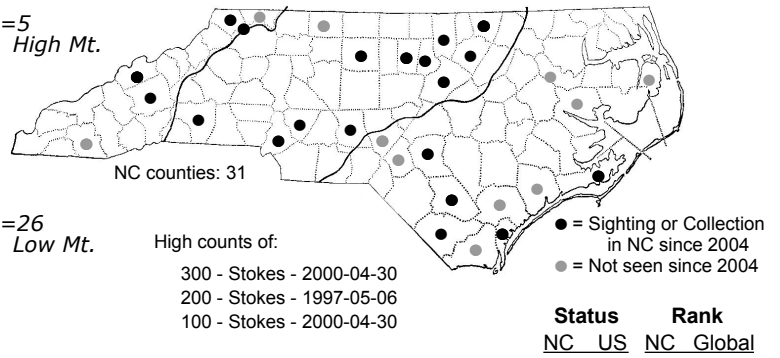 =5
High Mt.
NC counties: 31
=26
Low Mt.
High counts of:
300 - Stokes - 2000-04-30
200 - Stokes - 1997-05-06
100 - Stokes - 2000-04-30
= Sighting or Collection
in NC since 2004
= Not seen since 2004
Status Rank
NC US NC Global